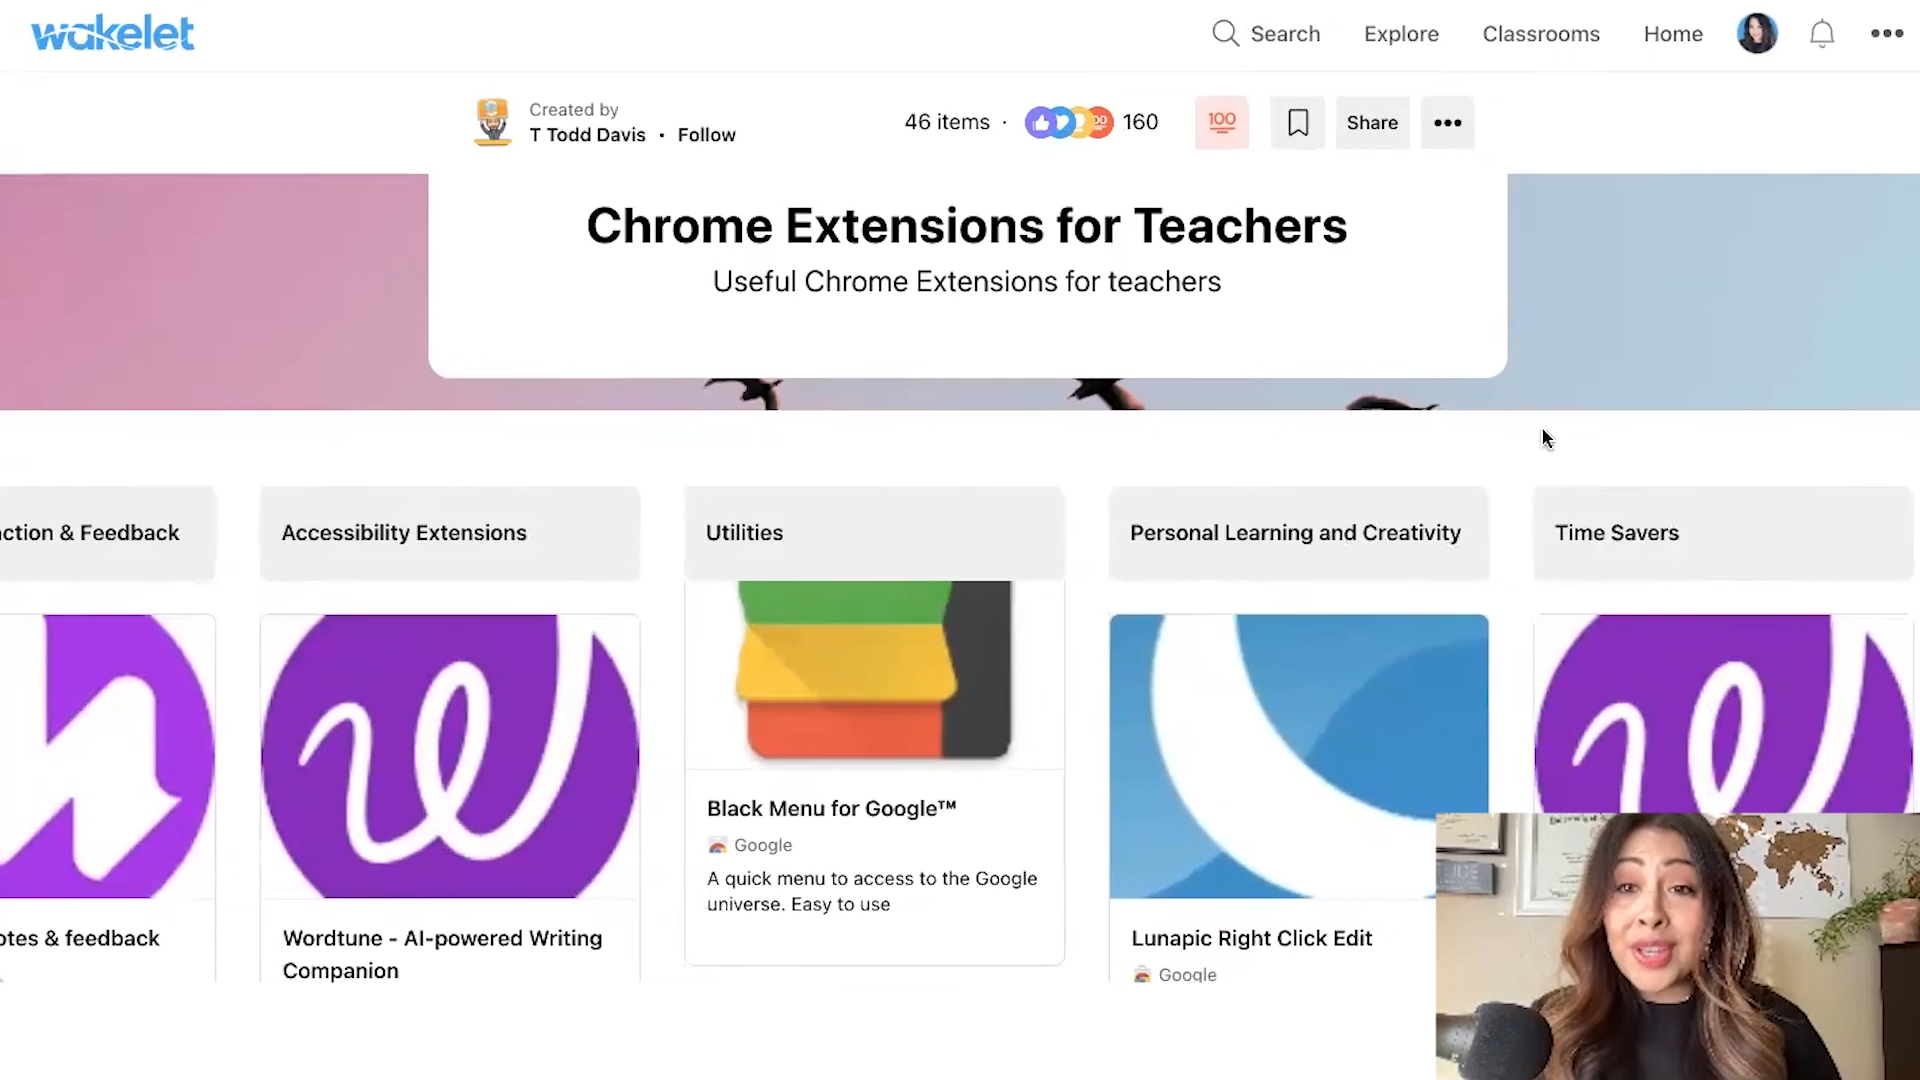 wakelet
Search
Explore
Classrooms
Home
Created by
T Todd Davis • Follow
46 items ·
160
100
Share
Chrome Extensions for Teachers
Useful Chrome Extensions for teachers
ction & Feedback
Accessibility Extensions
Utilities
Personal Learning and Creativity
Time Savers
otes & feedback
Wordtune - AI-powered Writing
Companion
Black Menu for Google™
Google
A quick menu to access to the Google
universe. Easy to use
Lunapic Right Click Edit
Google